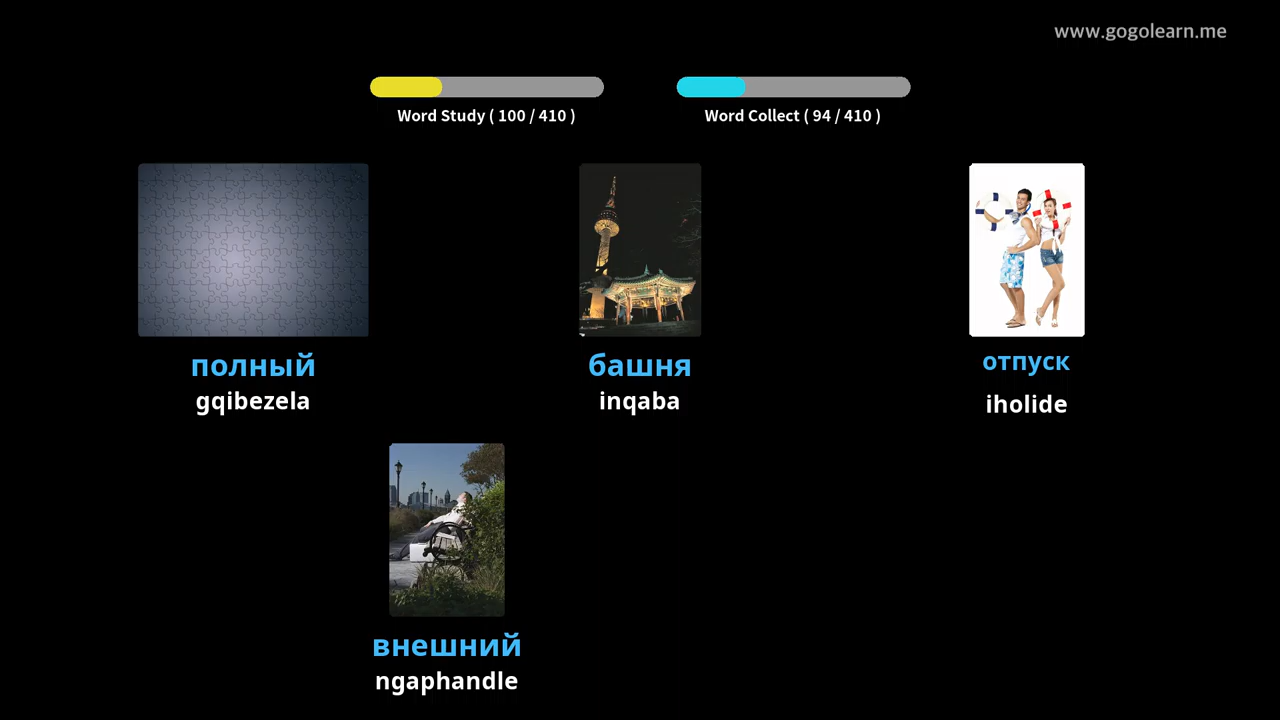 www.gogolearn.me
Word Study ( 100 / 410 )
Word Collect ( 94 / 410 )
полный
gqibezela
башня
inqaba
отпуск
iholide
внешний
ngaphandle